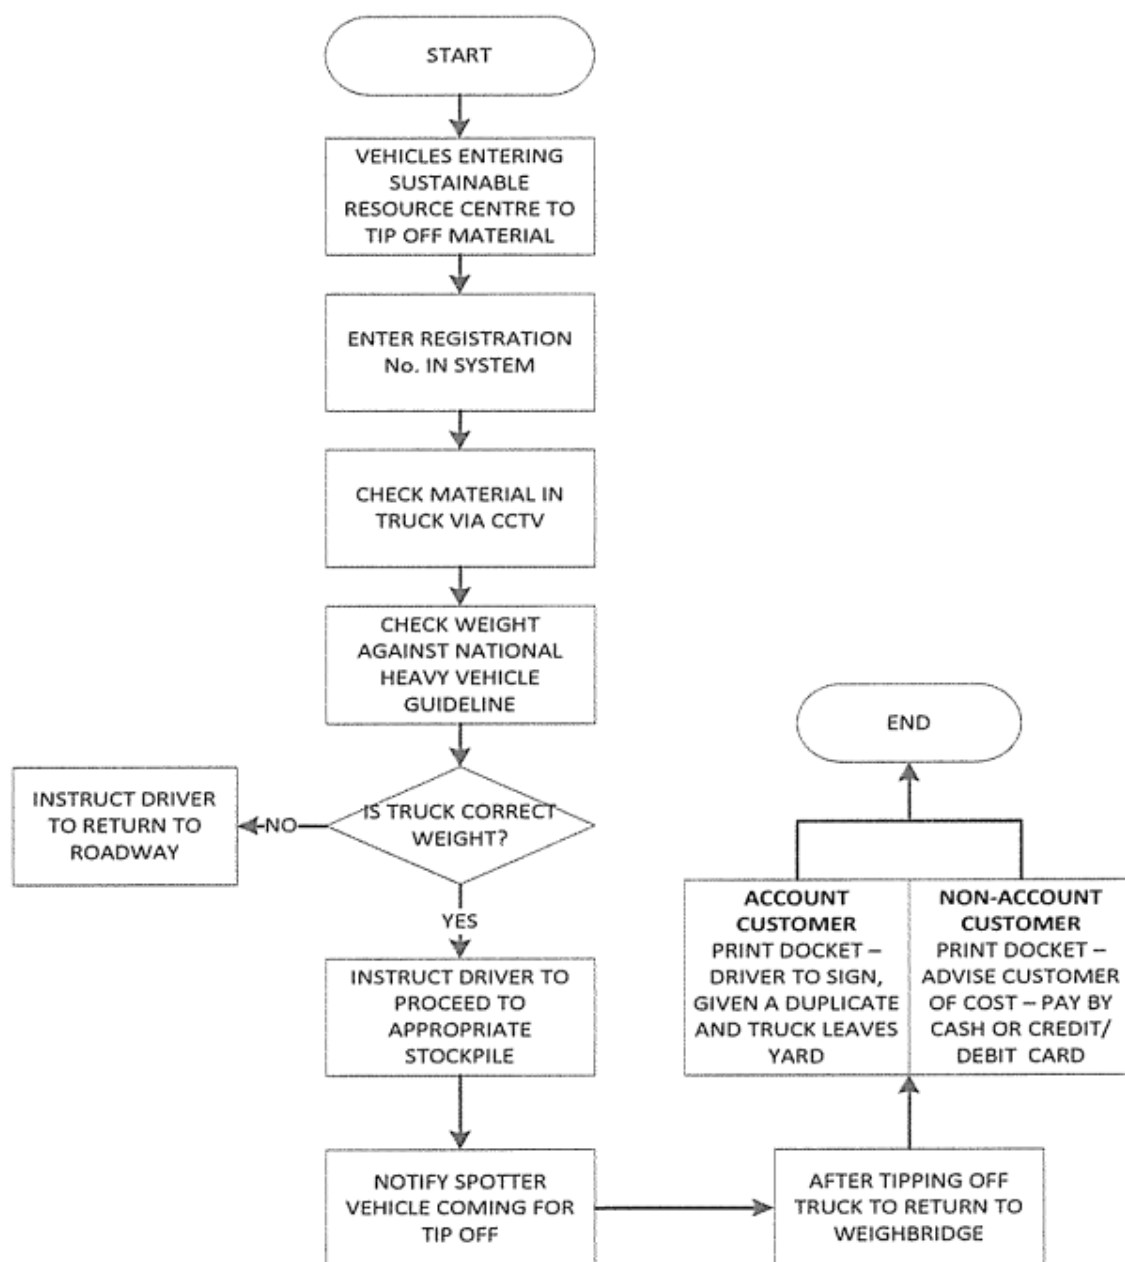 START
VEHICLES ENTERING
SUSTAINABLE
RESOURCE CENTRE TO
TIP OFF MATERIAL
ENTER REGISTRATION
No. IN SYSTEM
CHECK MATERIAL IN
TRUCK VIA CCTV
CHECK WEIGHT
AGAINST NATIONAL
HEAVY VEHICLE
GUIDELINE
IS TRUCK CORRECT
WEIGHT?
NO
INSTRUCT DRIVER
TO RETURN TO
ROADWAY
YES
INSTRUCT DRIVER TO
PROCEED TO
APPROPRIATE
STOCKPILE
NOTIFY SPOTTER
VEHICLE COMING FOR
TIP OFF
AFTER TIPPING OFF
TRUCK TO RETURN TO
WEIGHBRIDGE
ACCOUNT
CUSTOMER
PRINT DOCKET –
DRIVER TO SIGN,
GIVEN A DUPLICATE
AND TRUCK LEAVES
YARD
NON-ACCOUNT
CUSTOMER
PRINT DOCKET –
ADVISE CUSTOMER
OF COST – PAY BY
CASH OR CREDIT/
DEBIT CARD
END